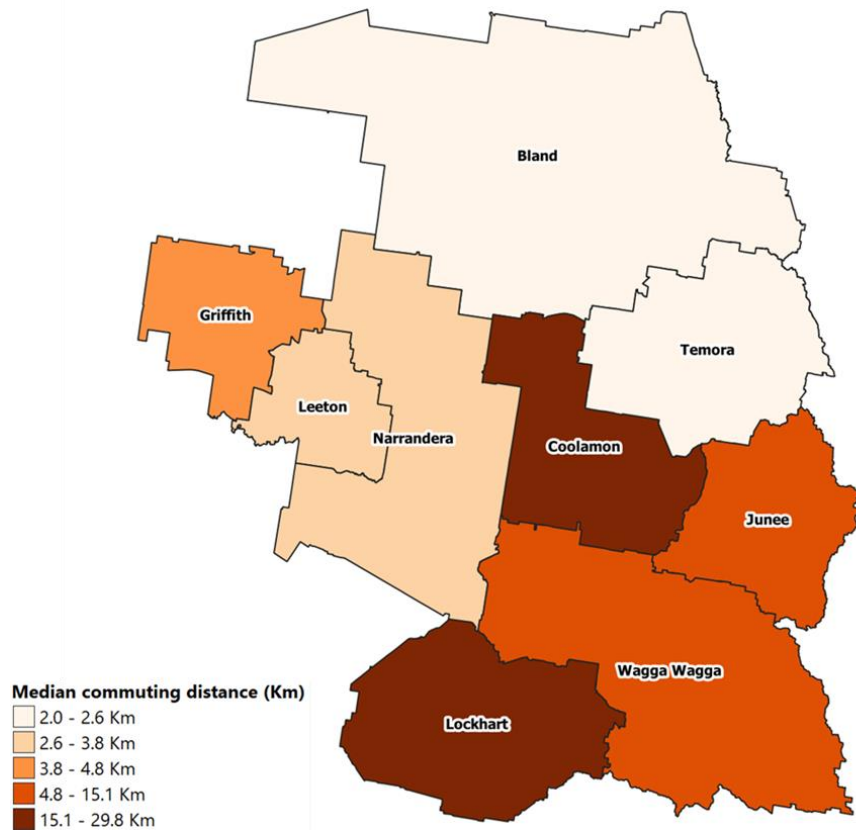 Bland
Griffith
Temora
Leeton
Narrandera
Coolamon
Junee
Wagga Wagga
Lockhart
Median commuting distance (Km)
2.0 - 2.6 Km
2.6 - 3.8 Km
3.8 - 4.8 Km
4.8 - 15.1 Km
15.1 - 29.8 Km